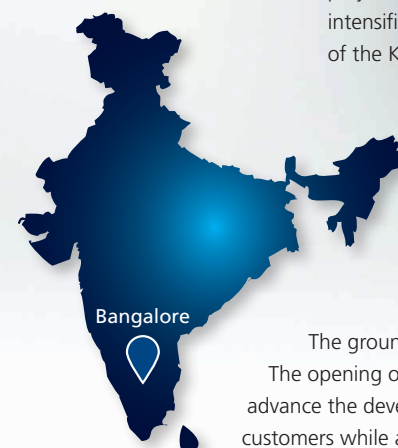 intensifi
of the K
Bangalore
The groun
The opening o
advance the deve
customers while a